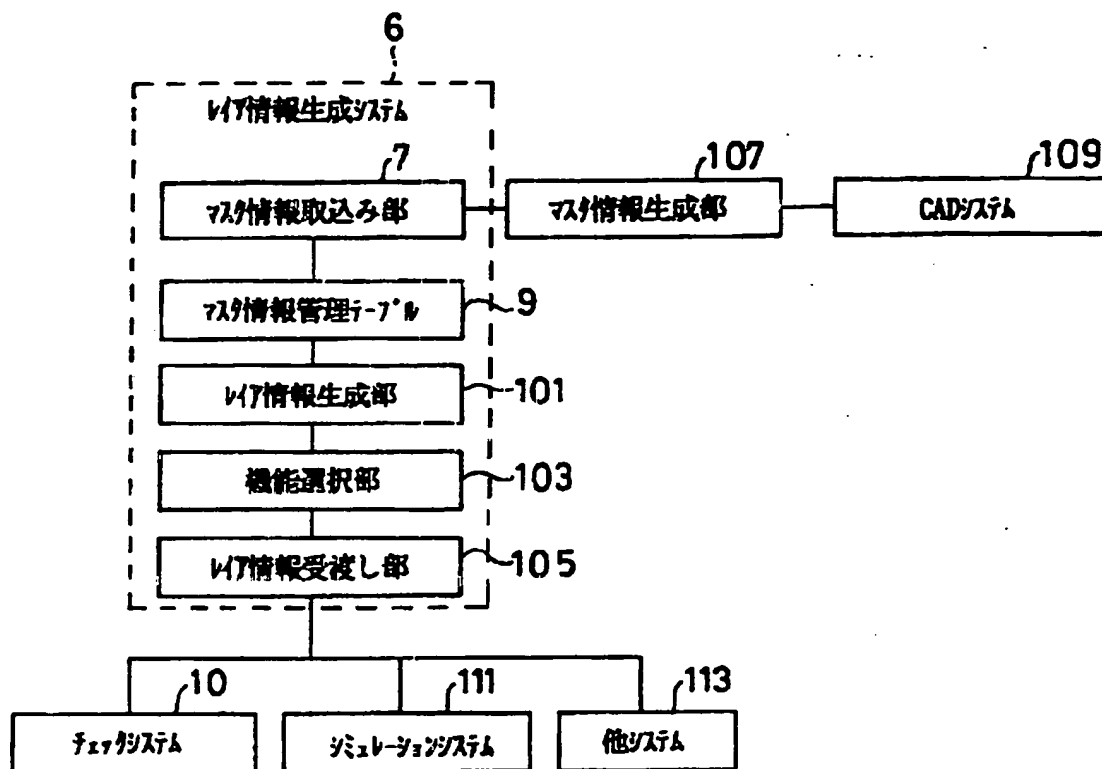 6
レイア情報生成システム
7
107
109
マスタ情報取込み部
マスタ情報生成部
CADシステム
マスタ情報管理テーブル
9
レイア情報生成部
101
機能選択部
103
レイア情報受渡し部
105
10
111
113
チェックシステム
シミュレーションシステム
他システム